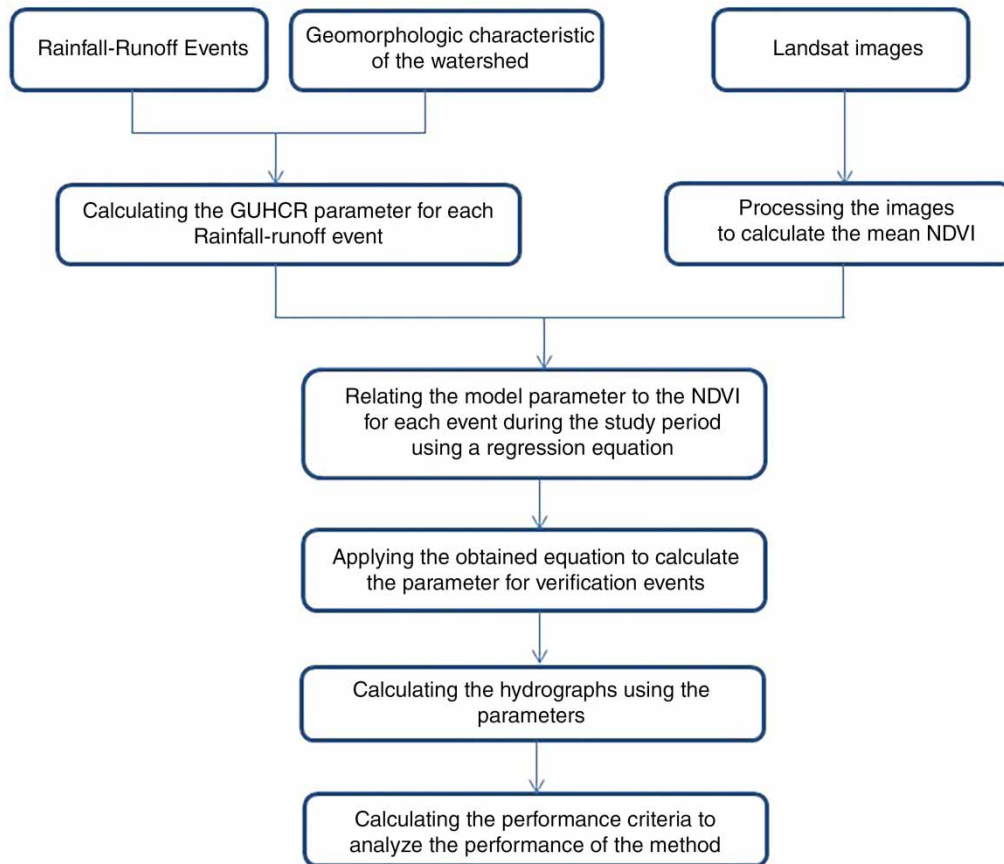 Rainfall-Runoff Events
Geomorphologic characteristic
of the watershed
Landsat images
Calculating the GUHCR parameter for each
Rainfall-runoff event
Processing the images
to calculate the mean NDVI
Relating the model parameter to the NDVI
for each event during the study period
using a regression equation
Applying the obtained equation to calculate
the parameter for verification events
Calculating the hydrographs using the
parameters
Calculating the performance criteria to
analyze the performance of the method